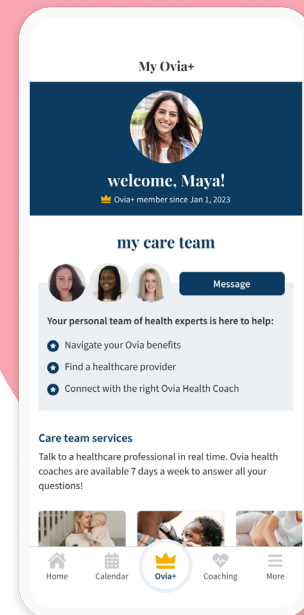 My Ovia+
welcome, Maya!
Ovia+ member since Jan 1, 2023
my care team
Message
Your personal team of health experts is here to help:
Navigate your Ovia benefits
Find a healthcare provider
Connect with the right Ovia Health Coach
Care team services
Talk to a healthcare professional in real time. Ovia health
coaches are available 7 days a week to answer all your
questions!
Home Calendar Ovia+ Coaching More